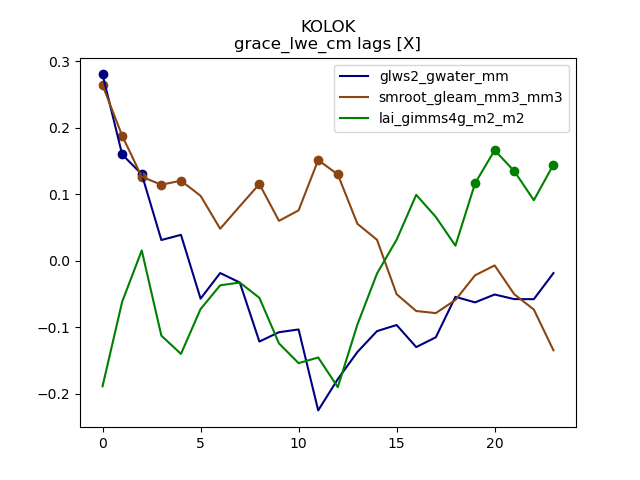 KOLOK
grace_lwe_cm lags [X]
glws2_gwater_mm
smroot_gleam_mm3_mm3
lai_gimms4g_m2_m2
0.3
0.2
0.1
0.0
−0.1
−0.2
0 5 10 15 20